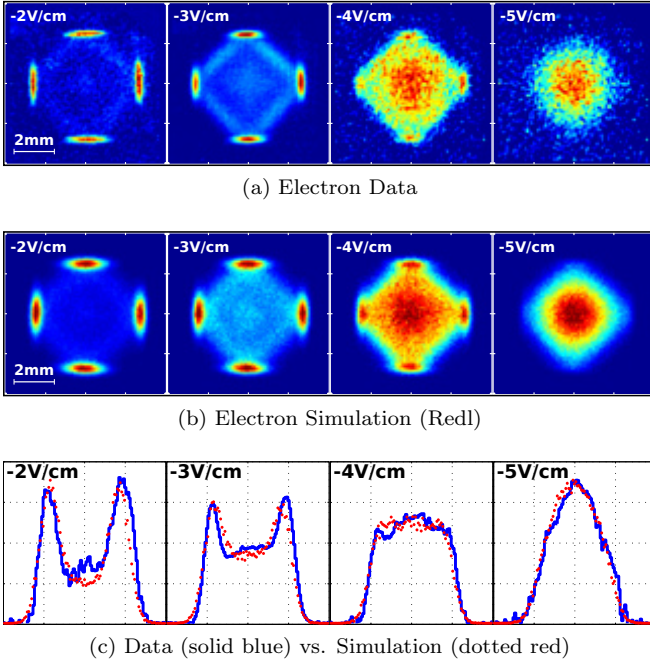 -2V/cm -3V/cm -4V/cm -5V/cm
2mm
(a) Electron Data
-2V/cm -3V/cm -4V/cm -5V/cm
2mm
(b) Electron Simulation (Redl)
-2V/cm -3V/cm -4V/cm -5V/cm
(c) Data (solid blue) vs. Simulation (dotted red)